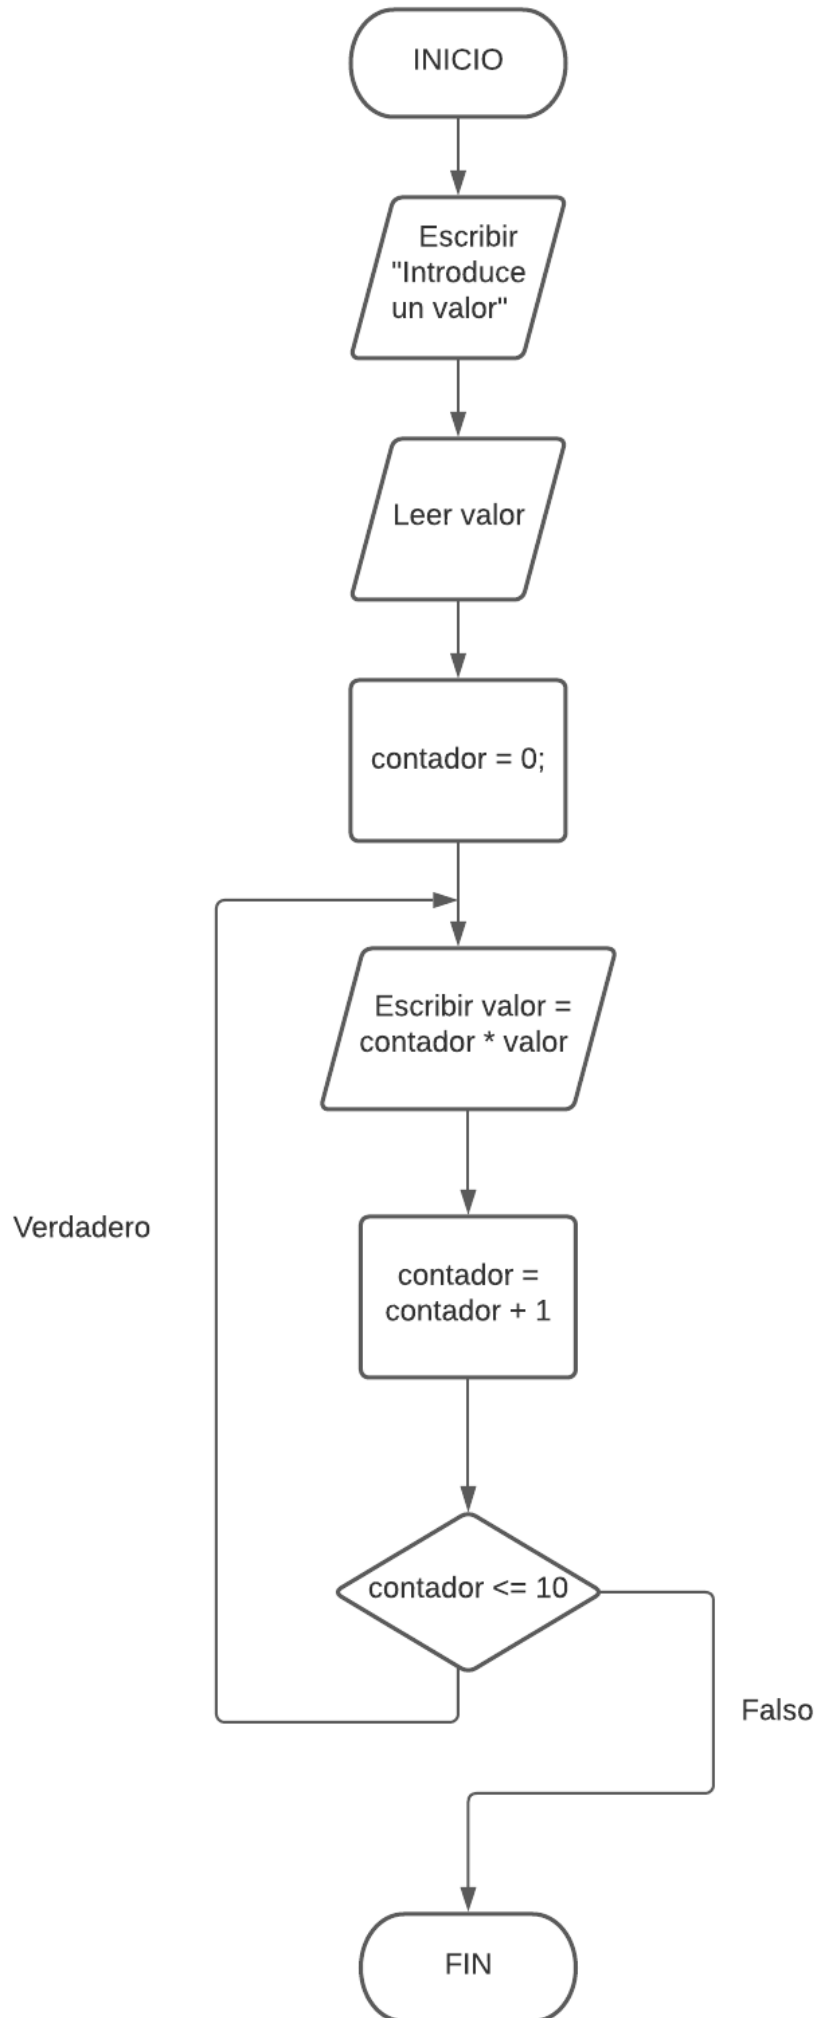 INICIO
Escribir
"Introduce
un valor"
Leer valor
contador = 0;
Escribir valor =
contador * valor
Verdadero
contador =
contador + 1
contador <= 10
Falso
FIN